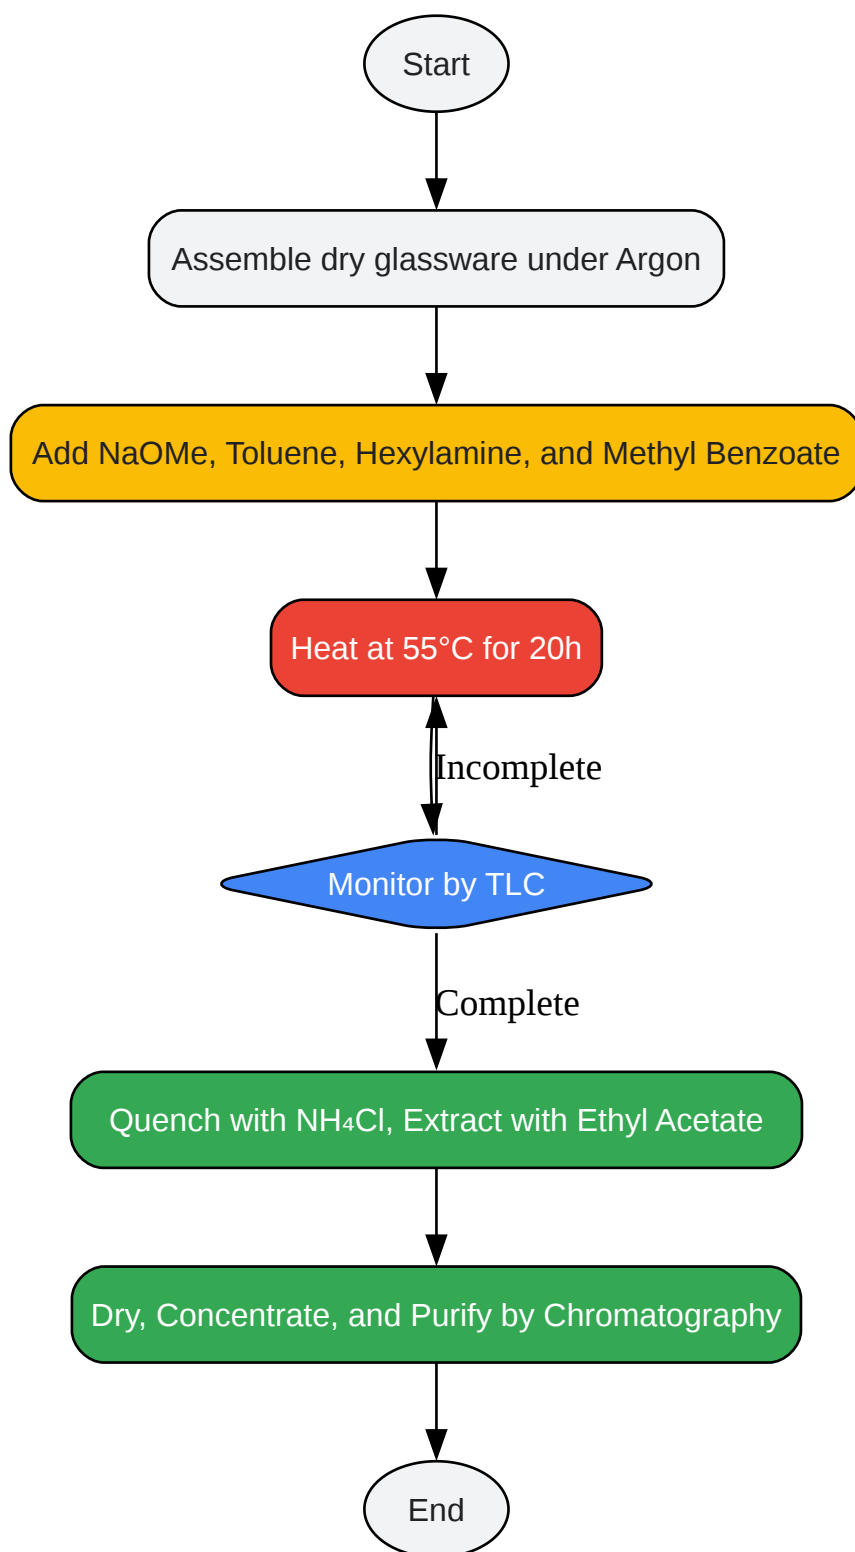 Start
Assemble dry glassware under Argon
Add NaOMe, Toluene, Hexylamine, and Methyl Benzoate
Heat at 55°C for 20h
Incomplete
Monitor by TLC
Complete
Quench with NH₄Cl, Extract with Ethyl Acetate
Dry, Concentrate, and Purify by Chromatography
End